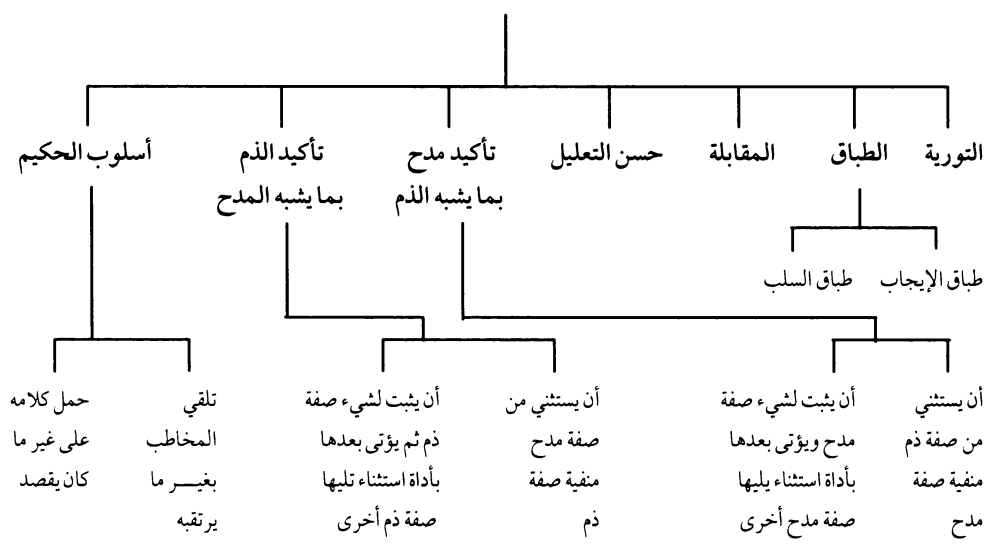 التورية
الطباق
المقابلة
حسن التعليل
تأكيد مدح
بما يشبه الذم
تأكيد الذم
بما يشبه المدح
أسلوب الحكيم
طباق الإيجاب
طباق السلب
أن يستثني
من صفة ذم
منفية صفة
مدح
أن يثبت لشيء صفة
مدح ويؤتى بعدها
بأداة استثناء يليها
صفة مدح أخرى
أن يستثني من
صفة مدح
منفية صفة
ذم
أن يثبت لشيء صفة
ذم ثم يؤتى بعدها
بأداة استثناء تليها
صفة ذم أخرى
تلقي
المخاطب
بغيـــر ما
يرتقبه
حمل كلامه
على غير ما
كان يقصد